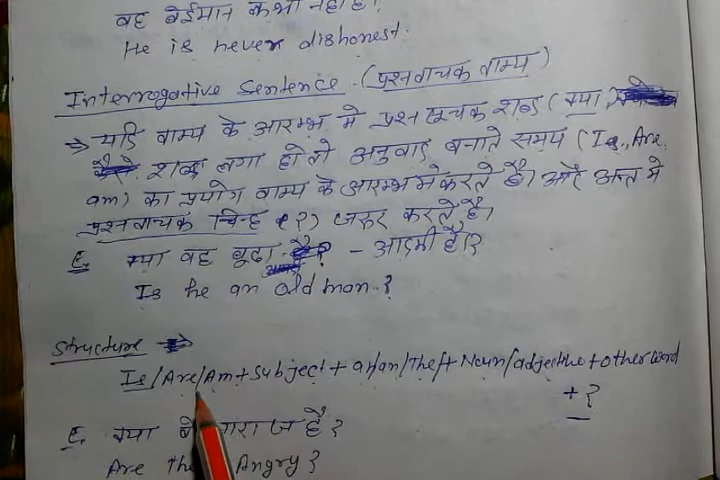 वह बेईमान कभी नही है।
He is never dishonest.
Interrogative Sentence. (प्रश्नवाचक वाक्य)
⇒ यदि वाक्य के आरम्भ मे प्रश्न सूचक शब्द (क्या)
शब्द लगा हो तो अनुवाद बनाते समय (Is, Are,
am) का प्रयोग वाक्य के आरम्भ मे करते है। और अन्त मे
प्रश्नवाचक चिन्ह (?) जरुर करते है।
E. क्या वह बूढ़ा - आदमी है।?
Is he an old man.?
Structure ⇒
Is/Are/Am + Subject + a/an/The + Noun/adjective + other word
+ ?
E. क्या वे नाराज है?
Are Angry?